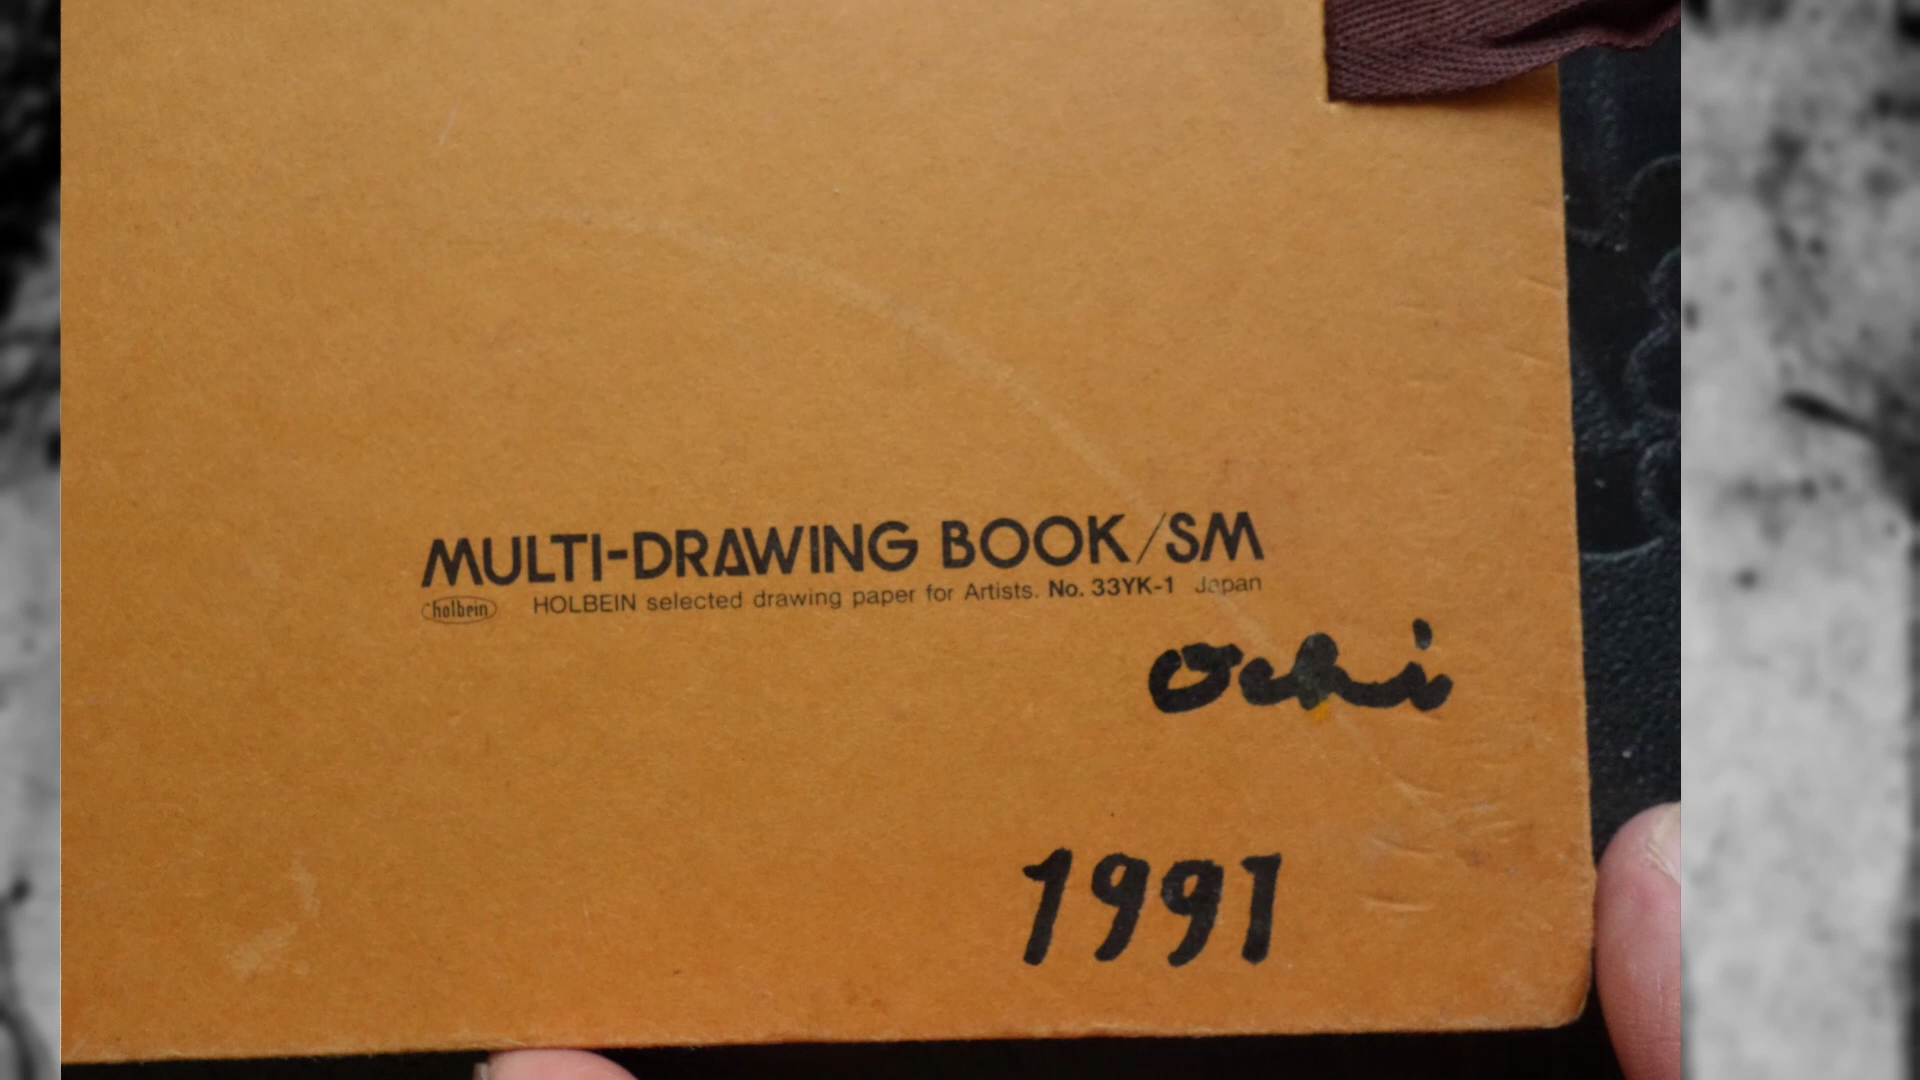 MULTI-DRAWING BOOK/SM
holbein HOLBEIN selected drawing paper for Artists. No. 33YK-1 Japan
Ochi
1991